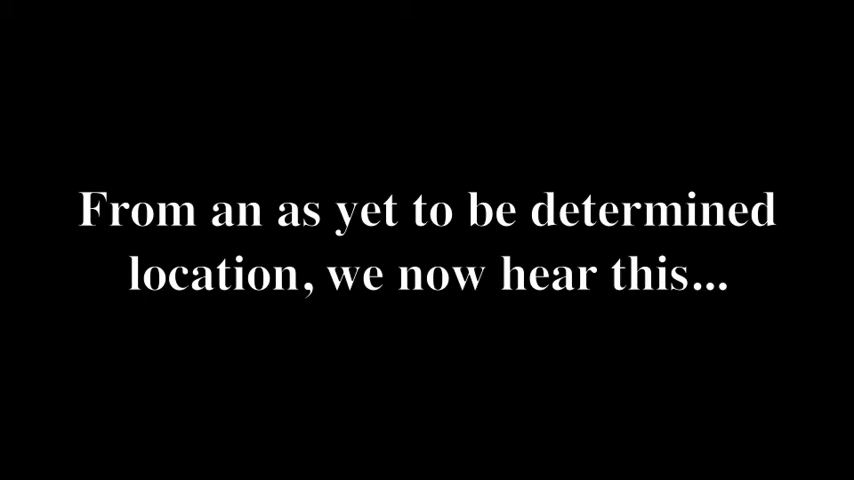 From an as yet to be determined
location, we now hear this...